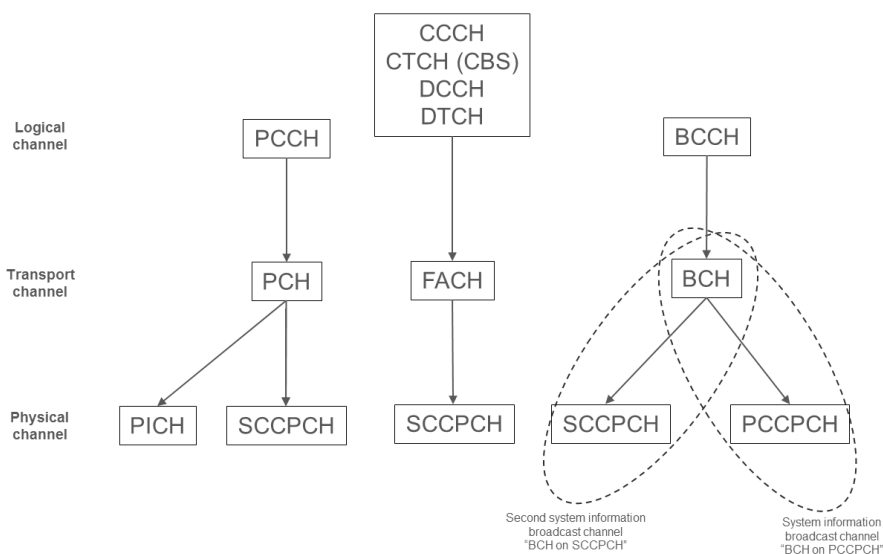 CCCH
CTCH (CBS)
DCCH
DTCH
Logical
channel
PCCH
BCCH
Transport
channel
PCH
FACH
BCH
Physical
channel
PICH
SCCPCH
SCCPCH
SCCPCH
PCCPCH
Second system information
broadcast channel
"BCH on SCCPCH"
System information
broadcast channel
"BCH on PCCPCH"